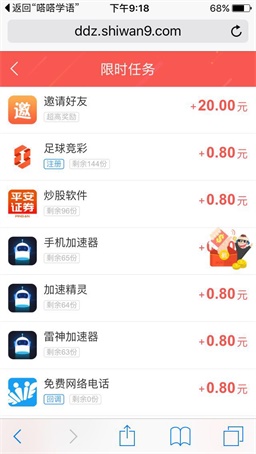 返回“嗒嗒学语”
下午9:18
68%
ddz.shiwan9.com
限时任务
邀
邀请好友
超高奖励
+20.00元
足球竞彩
注册 剩余144份
+0.80元
平安
证券
PINGAN
炒股软件
剩余96份
+0.80元
手机加速器
剩余65份
+0.80元
加速精灵
剩余64份
+0.80元
雷神加速器
剩余63份
+0.80元
免费网络电话
回调 剩余0份
+0.80元